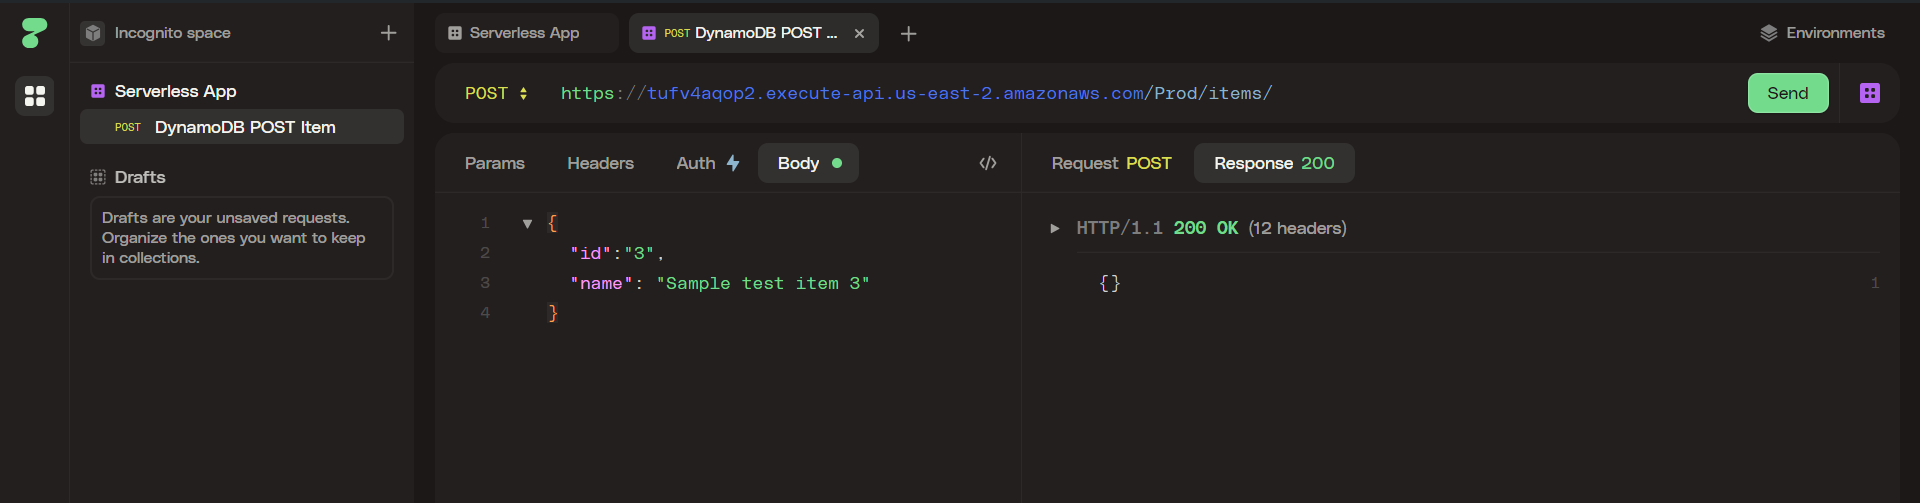 Incognito space
Serverless App
POST DynamoDB POST Item
Drafts
Drafts are your unsaved requests.
Organize the ones you want to keep
in collections.
Serverless App
POST DynamoDB POST ...
Environments
POST https://tufv4aqop2.execute-api.us-east-2.amazonaws.com/Prod/items/
Send
Params Headers Auth Body
1 {
2 "id":"3",
3 "name": "Sample test item 3"
4 }
Request POST Response 200
HTTP/1.1 200 OK (12 headers)
{} 1